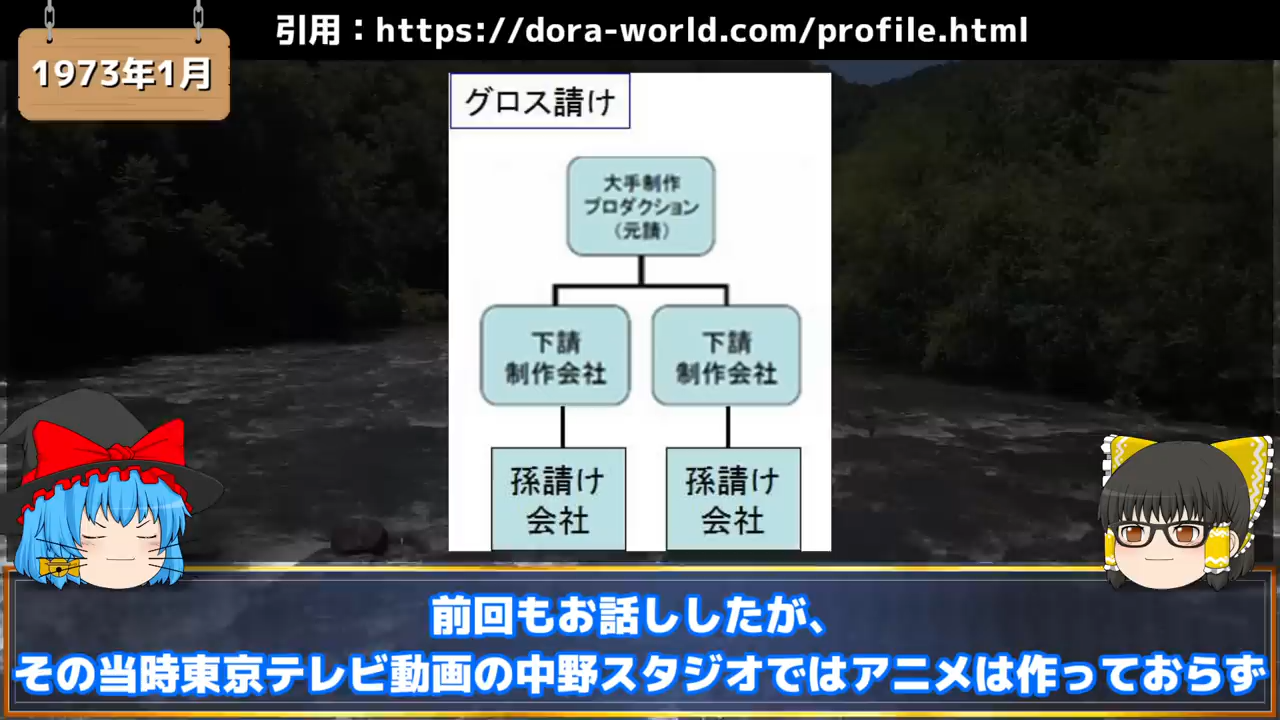 引用：https://dora-world.com/profile.html
1973年1月
グロス請け
大手制作
プロダクション
（元請）
下請
制作会社
下請
制作会社
孫請け
会社
孫請け
会社
前回もお話ししたが、
その当時東京テレビ動画の中野スタジオではアニメは作っておらず